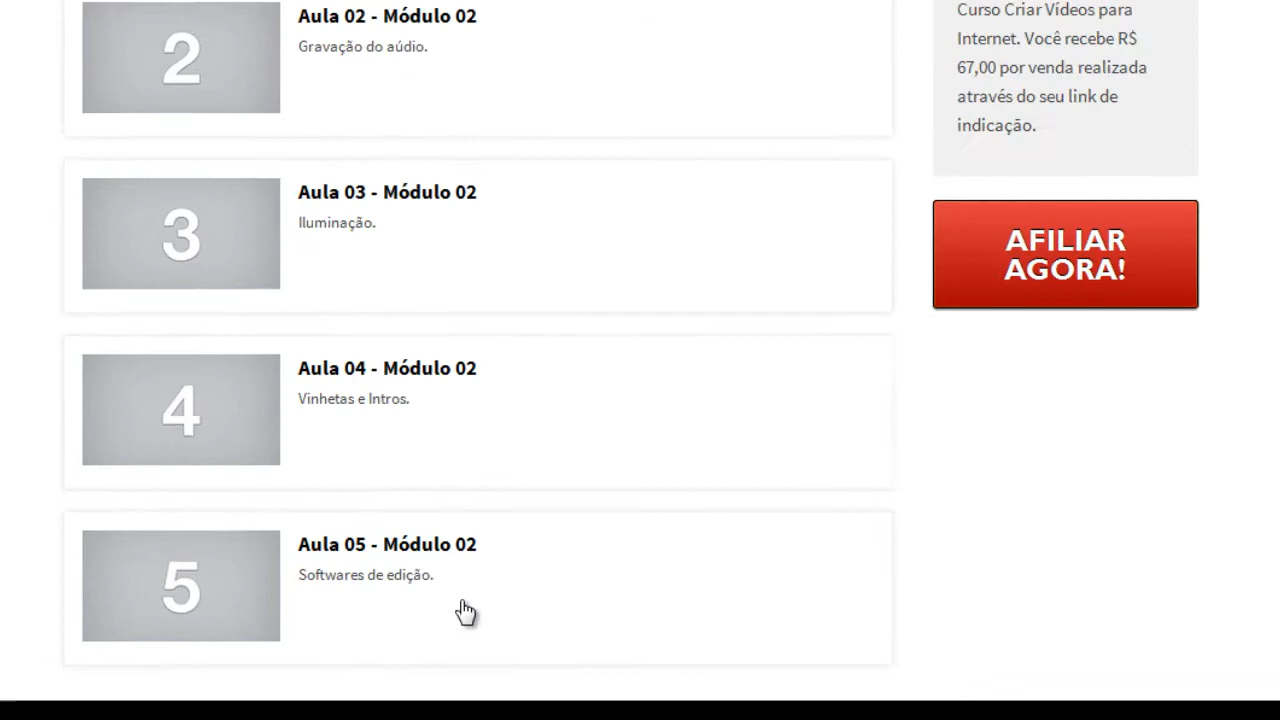 2
Aula 02 - Módulo 02
Gravação do aúdio.
3
Aula 03 - Módulo 02
Iluminação.
4
Aula 04 - Módulo 02
Vinhetas e Intros.
5
Aula 05 - Módulo 02
Softwares de edição.
Curso Criar Vídeos para
Internet. Você recebe R$
67,00 por venda realizada
através do seu link de
indicação.
AFILIAR
AGORA!